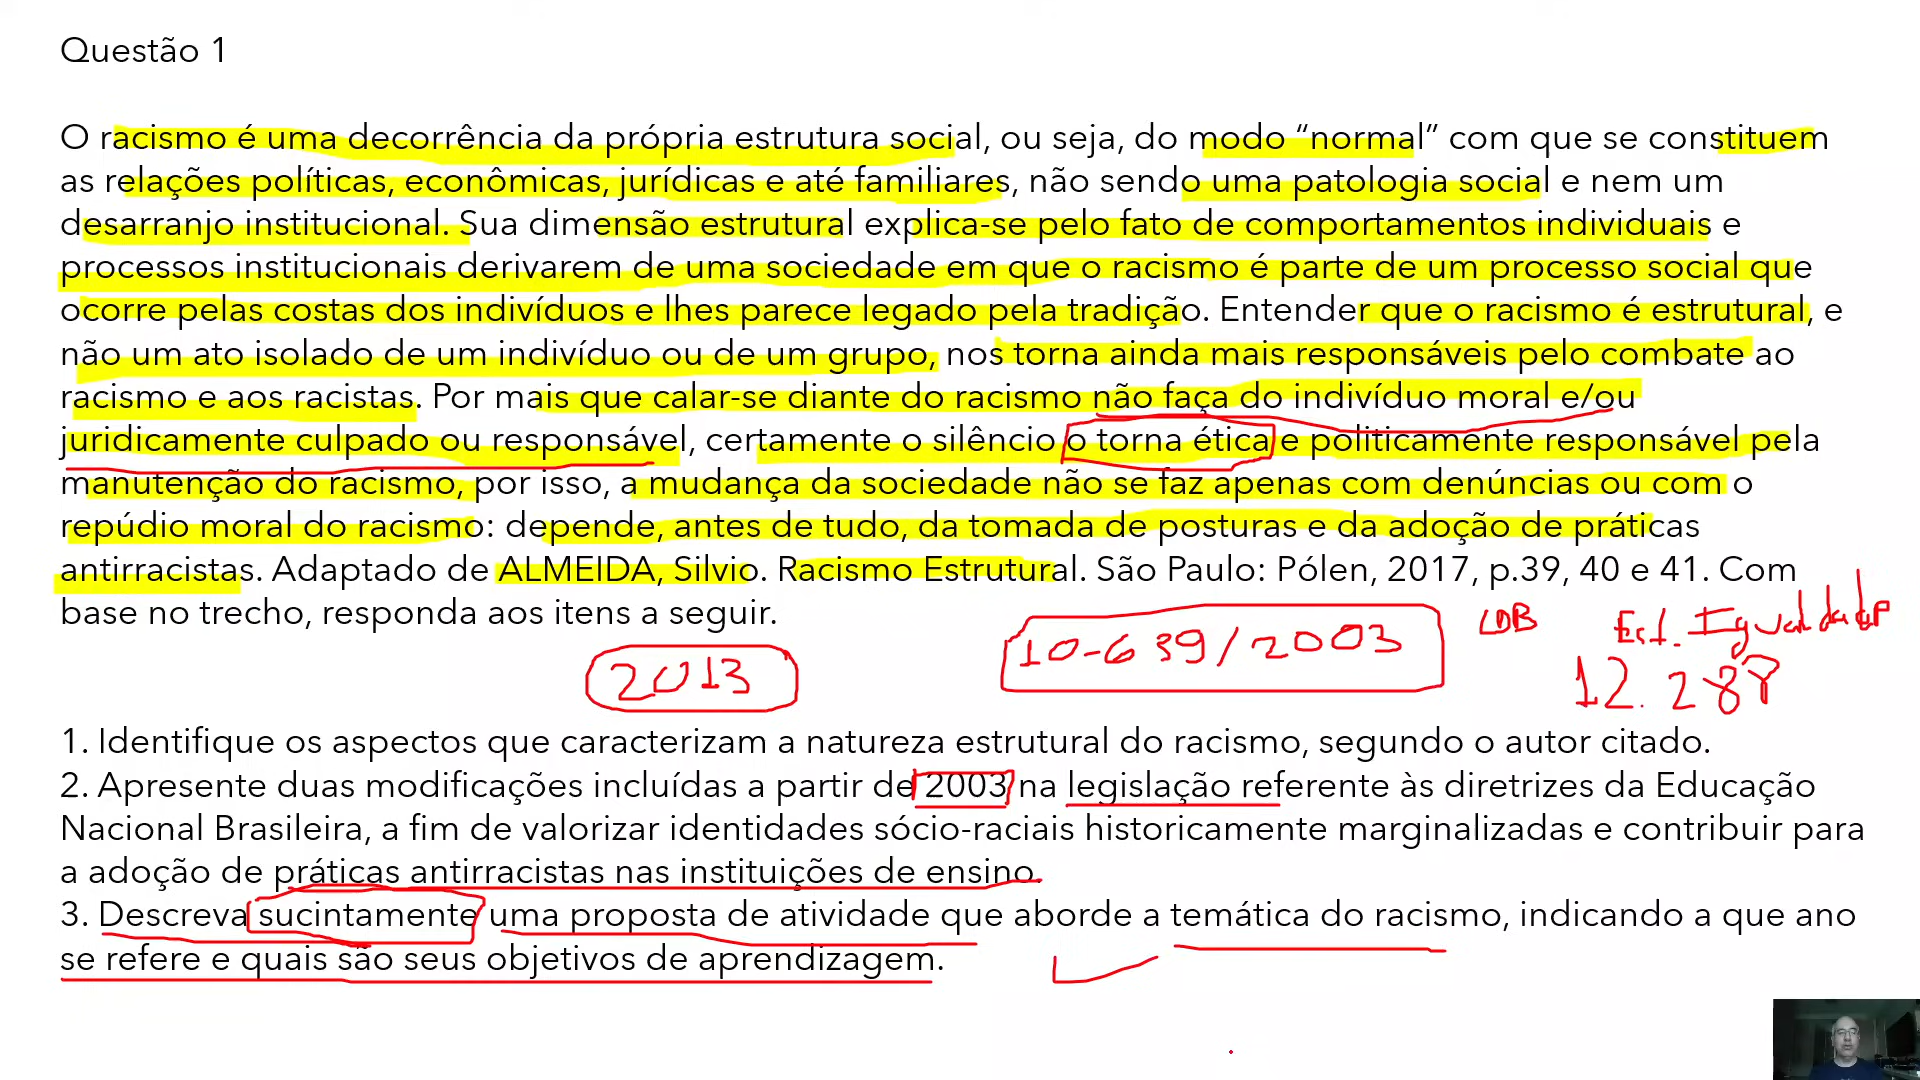 Questão 1
O racismo é uma decorrência da própria estrutura social, ou seja, do modo “normal” com que se constituem
as relações políticas, econômicas, jurídicas e até familiares, não sendo uma patologia social e nem um
desarranjo institucional. Sua dimensão estrutural explica-se pelo fato de comportamentos individuais e
processos institucionais derivarem de uma sociedade em que o racismo é parte de um processo social que
ocorre pelas costas dos indivíduos e lhes parece legado pela tradição. Entender que o racismo é estrutural, e
não um ato isolado de um indivíduo ou de um grupo, nos torna ainda mais responsáveis pelo combate ao
racismo e aos racistas. Por mais que calar-se diante do racismo não faça do indivíduo moral e/ou
juridicamente culpado ou responsável, certamente o silêncio o torna ética e politicamente responsável pela
manutenção do racismo, por isso, a mudança da sociedade não se faz apenas com denúncias ou com o
repúdio moral do racismo: depende, antes de tudo, da tomada de posturas e da adoção de práticas
antirracistas. Adaptado de ALMEIDA, Silvio. Racismo Estrutural. São Paulo: Pólen, 2017, p.39, 40 e 41. Com
base no trecho, responda aos itens a seguir.
2013
10-639/2003
LDB
Est. Igualdade
12.288
1. Identifique os aspectos que caracterizam a natureza estrutural do racismo, segundo o autor citado.
2. Apresente duas modificações incluídas a partir de 2003 na legislação referente às diretrizes da Educação
Nacional Brasileira, a fim de valorizar identidades sócio-raciais historicamente marginalizadas e contribuir para
a adoção de práticas antirracistas nas instituições de ensino.
3. Descreva sucintamente uma proposta de atividade que aborde a temática do racismo, indicando a que ano
se refere e quais são seus objetivos de aprendizagem.